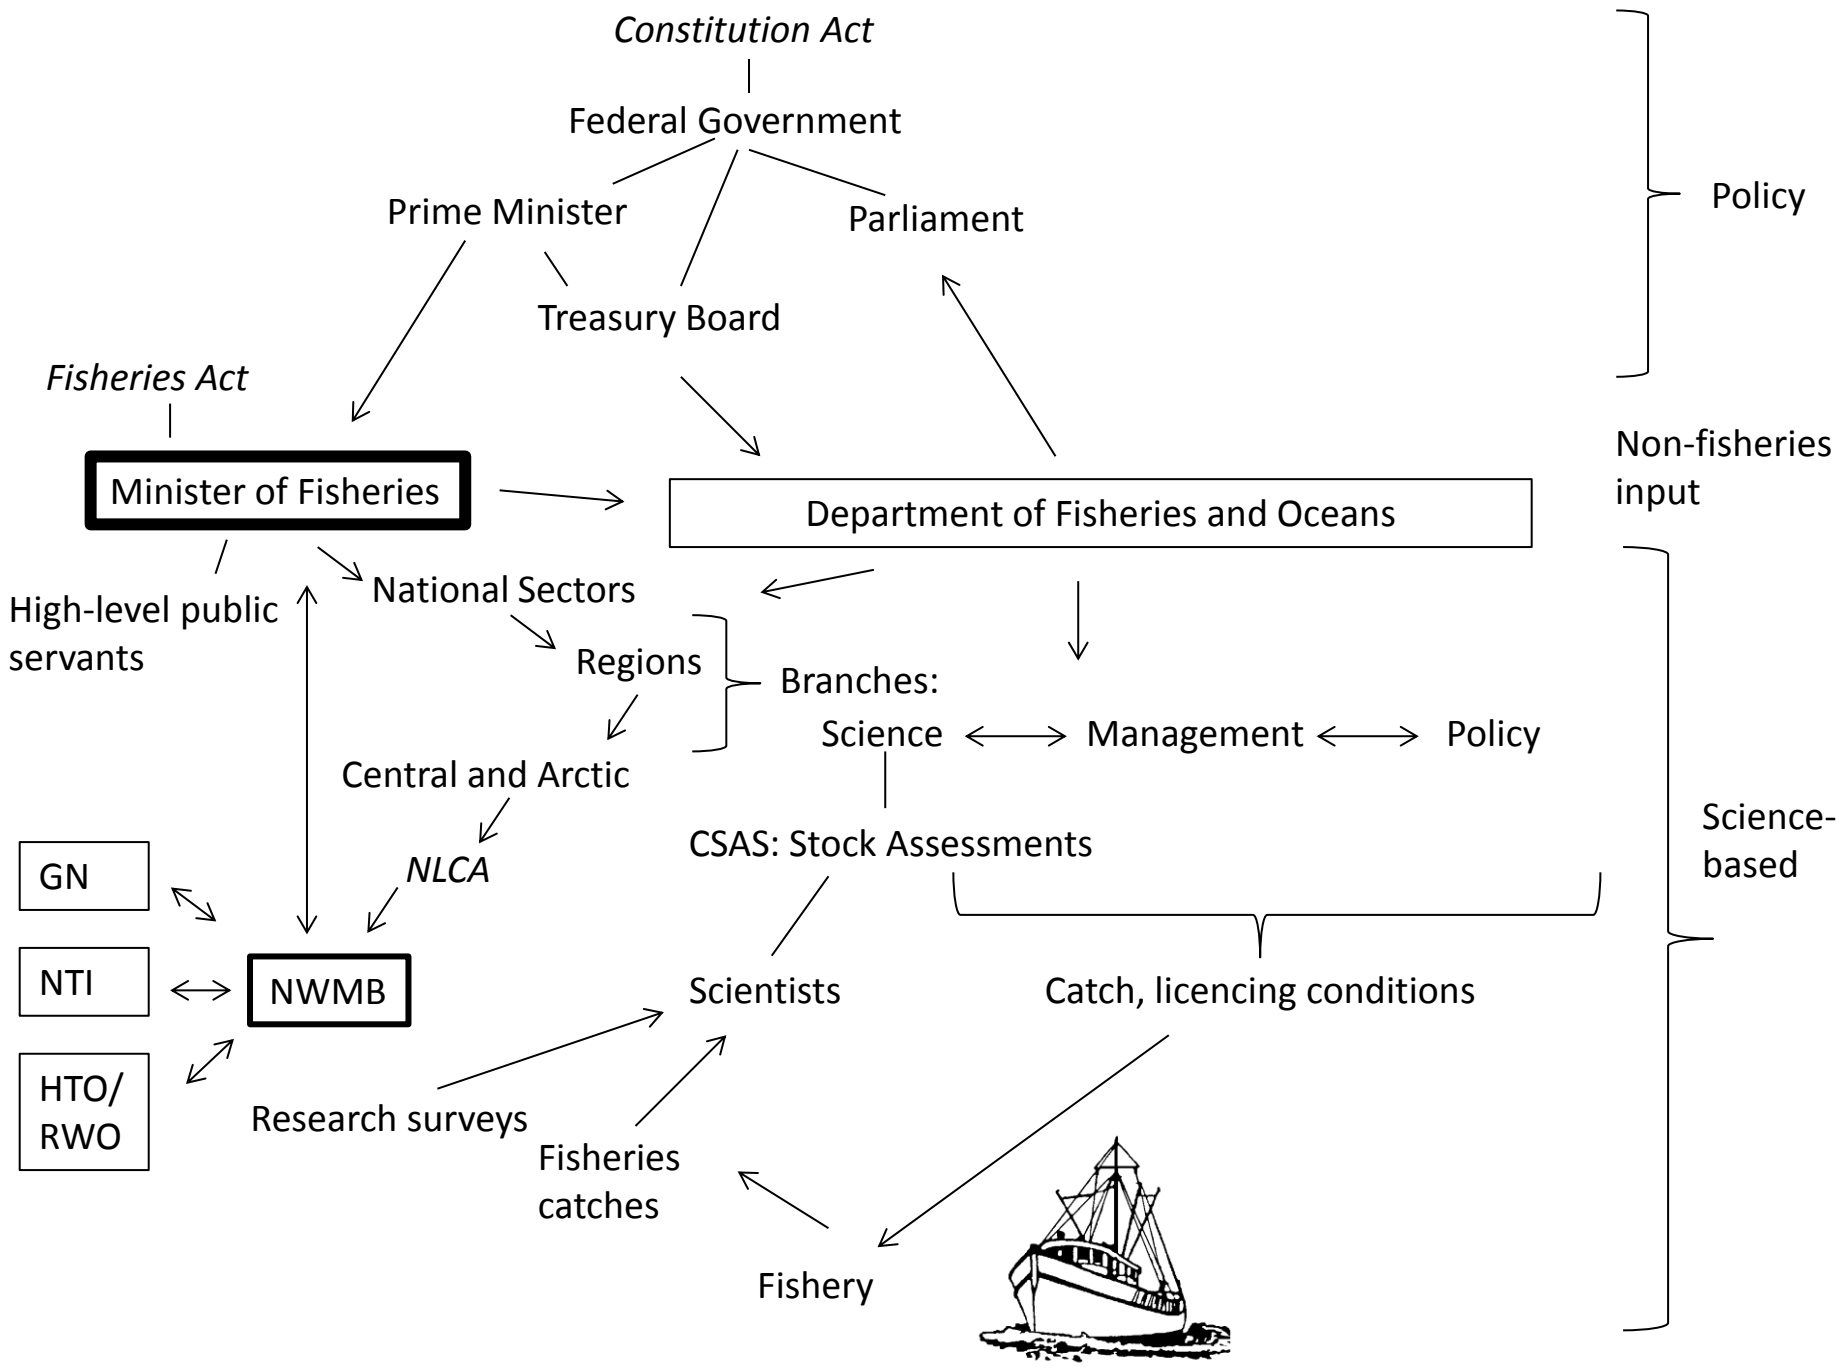 Constitution Act
Federal Government
Policy
Prime Minister
Parliament
Treasury Board
Fisheries Act
Non-fisheries
input
Minister of Fisheries
Department of Fisheries and Oceans
National Sectors
High-level public
servants
Regions
Branches:
Science
Management
Policy
Central and Arctic
Science-
based
CSAS: Stock Assessments
GN
NLCA
NTI
NWMB
Scientists
Catch, licencing conditions
HTO/
RWO
Research surveys
Fisheries
catches
Fishery